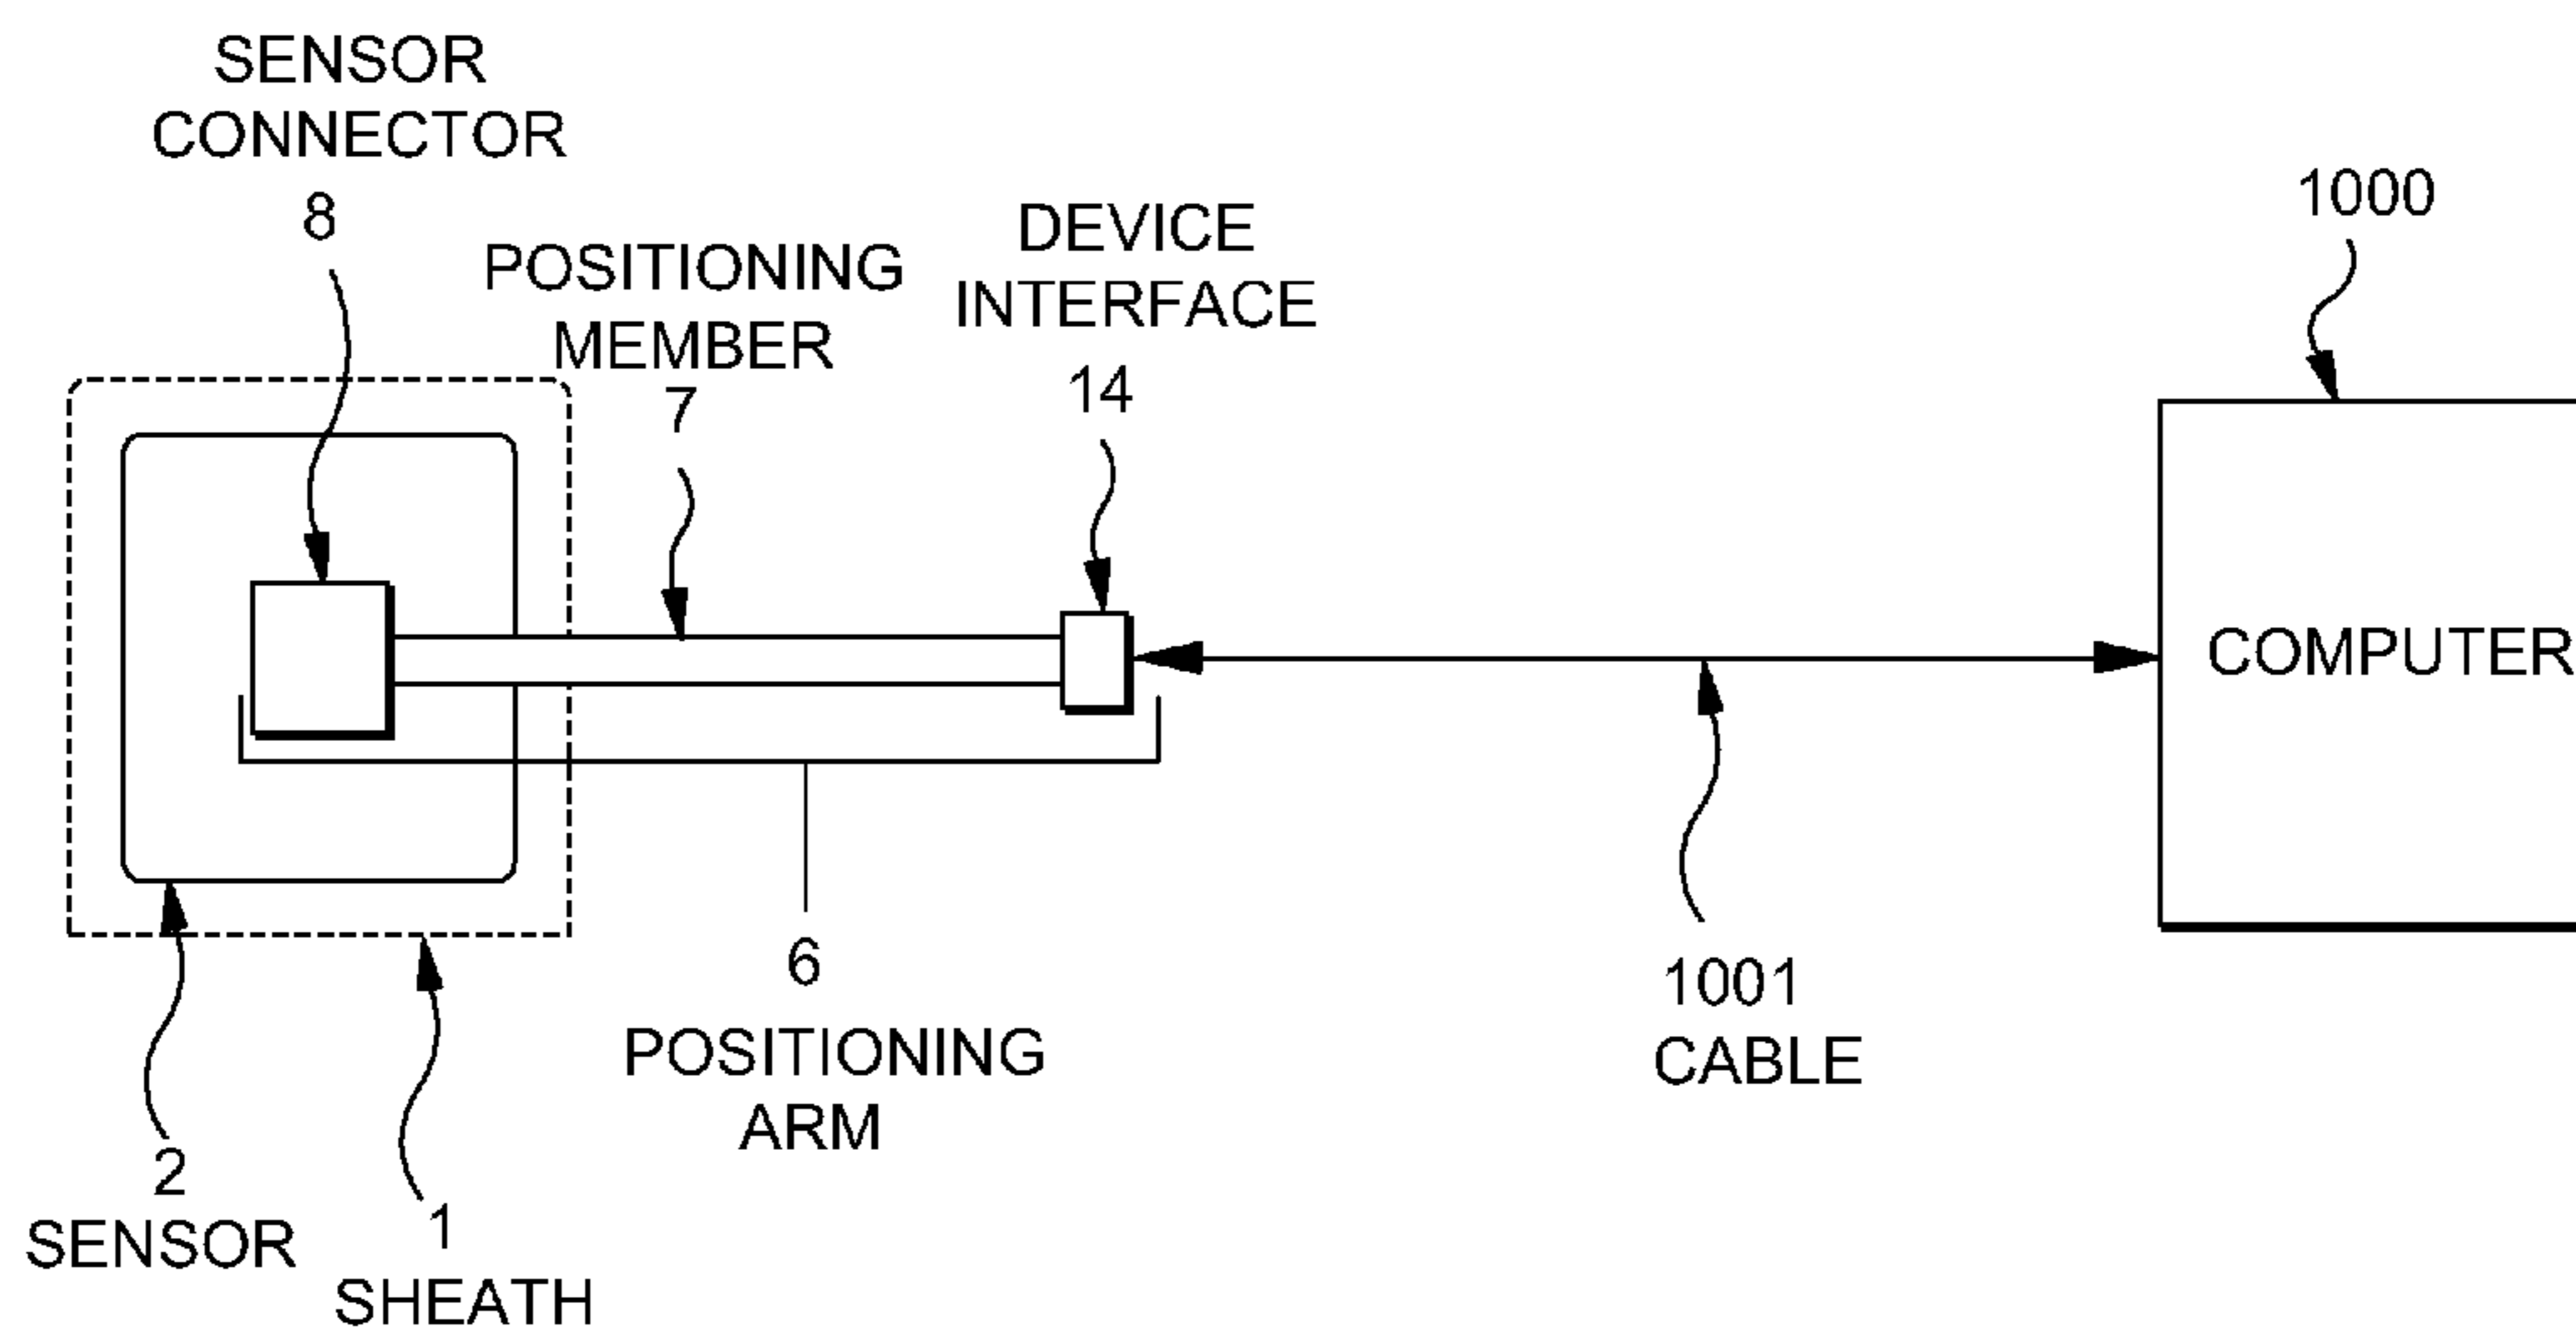 SENSOR
CONNECTOR
8
POSITIONING
MEMBER
7
DEVICE
INTERFACE
14
1000
COMPUTER
6
POSITIONING
ARM
1001
CABLE
2
SENSOR
1
SHEATH